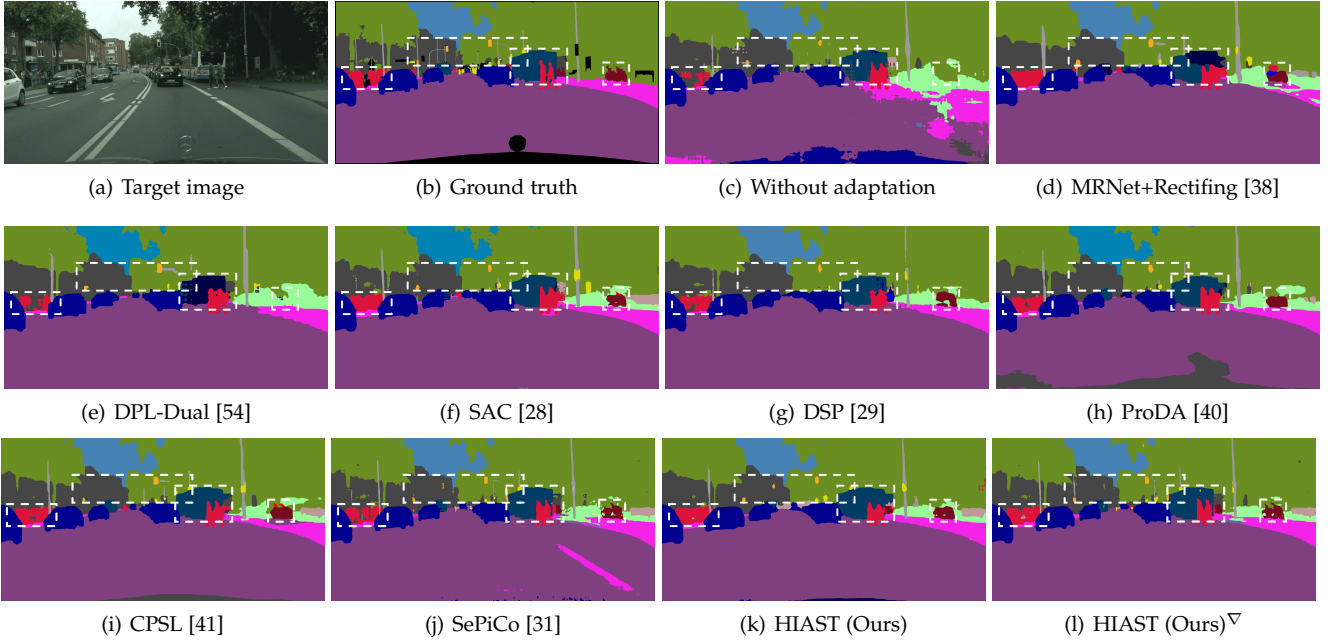 (a) Target image
(b) Ground truth
(c) Without adaptation
(d) MRNet+Rectifing [38]
(e) DPL-Dual [54]
(f) SAC [28]
(g) DSP [29]
(h) ProDA [40]
(i) CPSL [41]
(j) SePiCo [31]
(k) HIAST (Ours)
(l) HIAST (Ours)▽